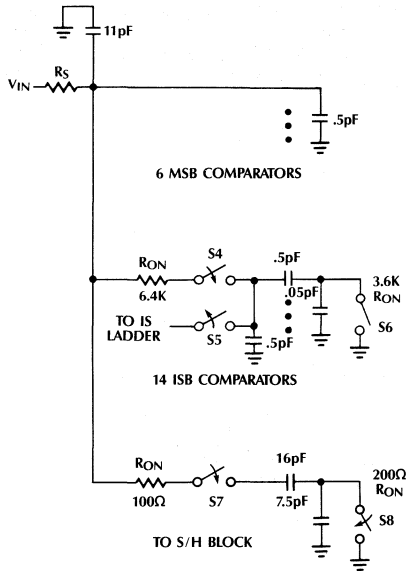 11pF
RS
VIN
.5pF
6 MSB COMPARATORS
RON
S4
.5pF
6.4K
.05pF
3.6K
RON
TO IS
LADDER
S5
.5pF
S6
14 ISB COMPARATORS
RON
S7
16pF
200Ω
RON
100Ω
7.5pF
S8
TO S/H BLOCK